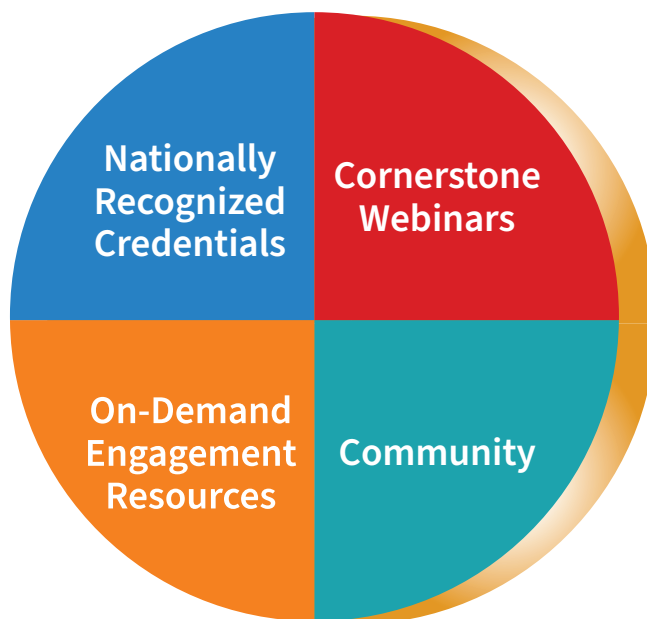 Nationally
Recognized
Credentials
Cornerstone
Webinars
On-Demand
Engagement
Resources
Community